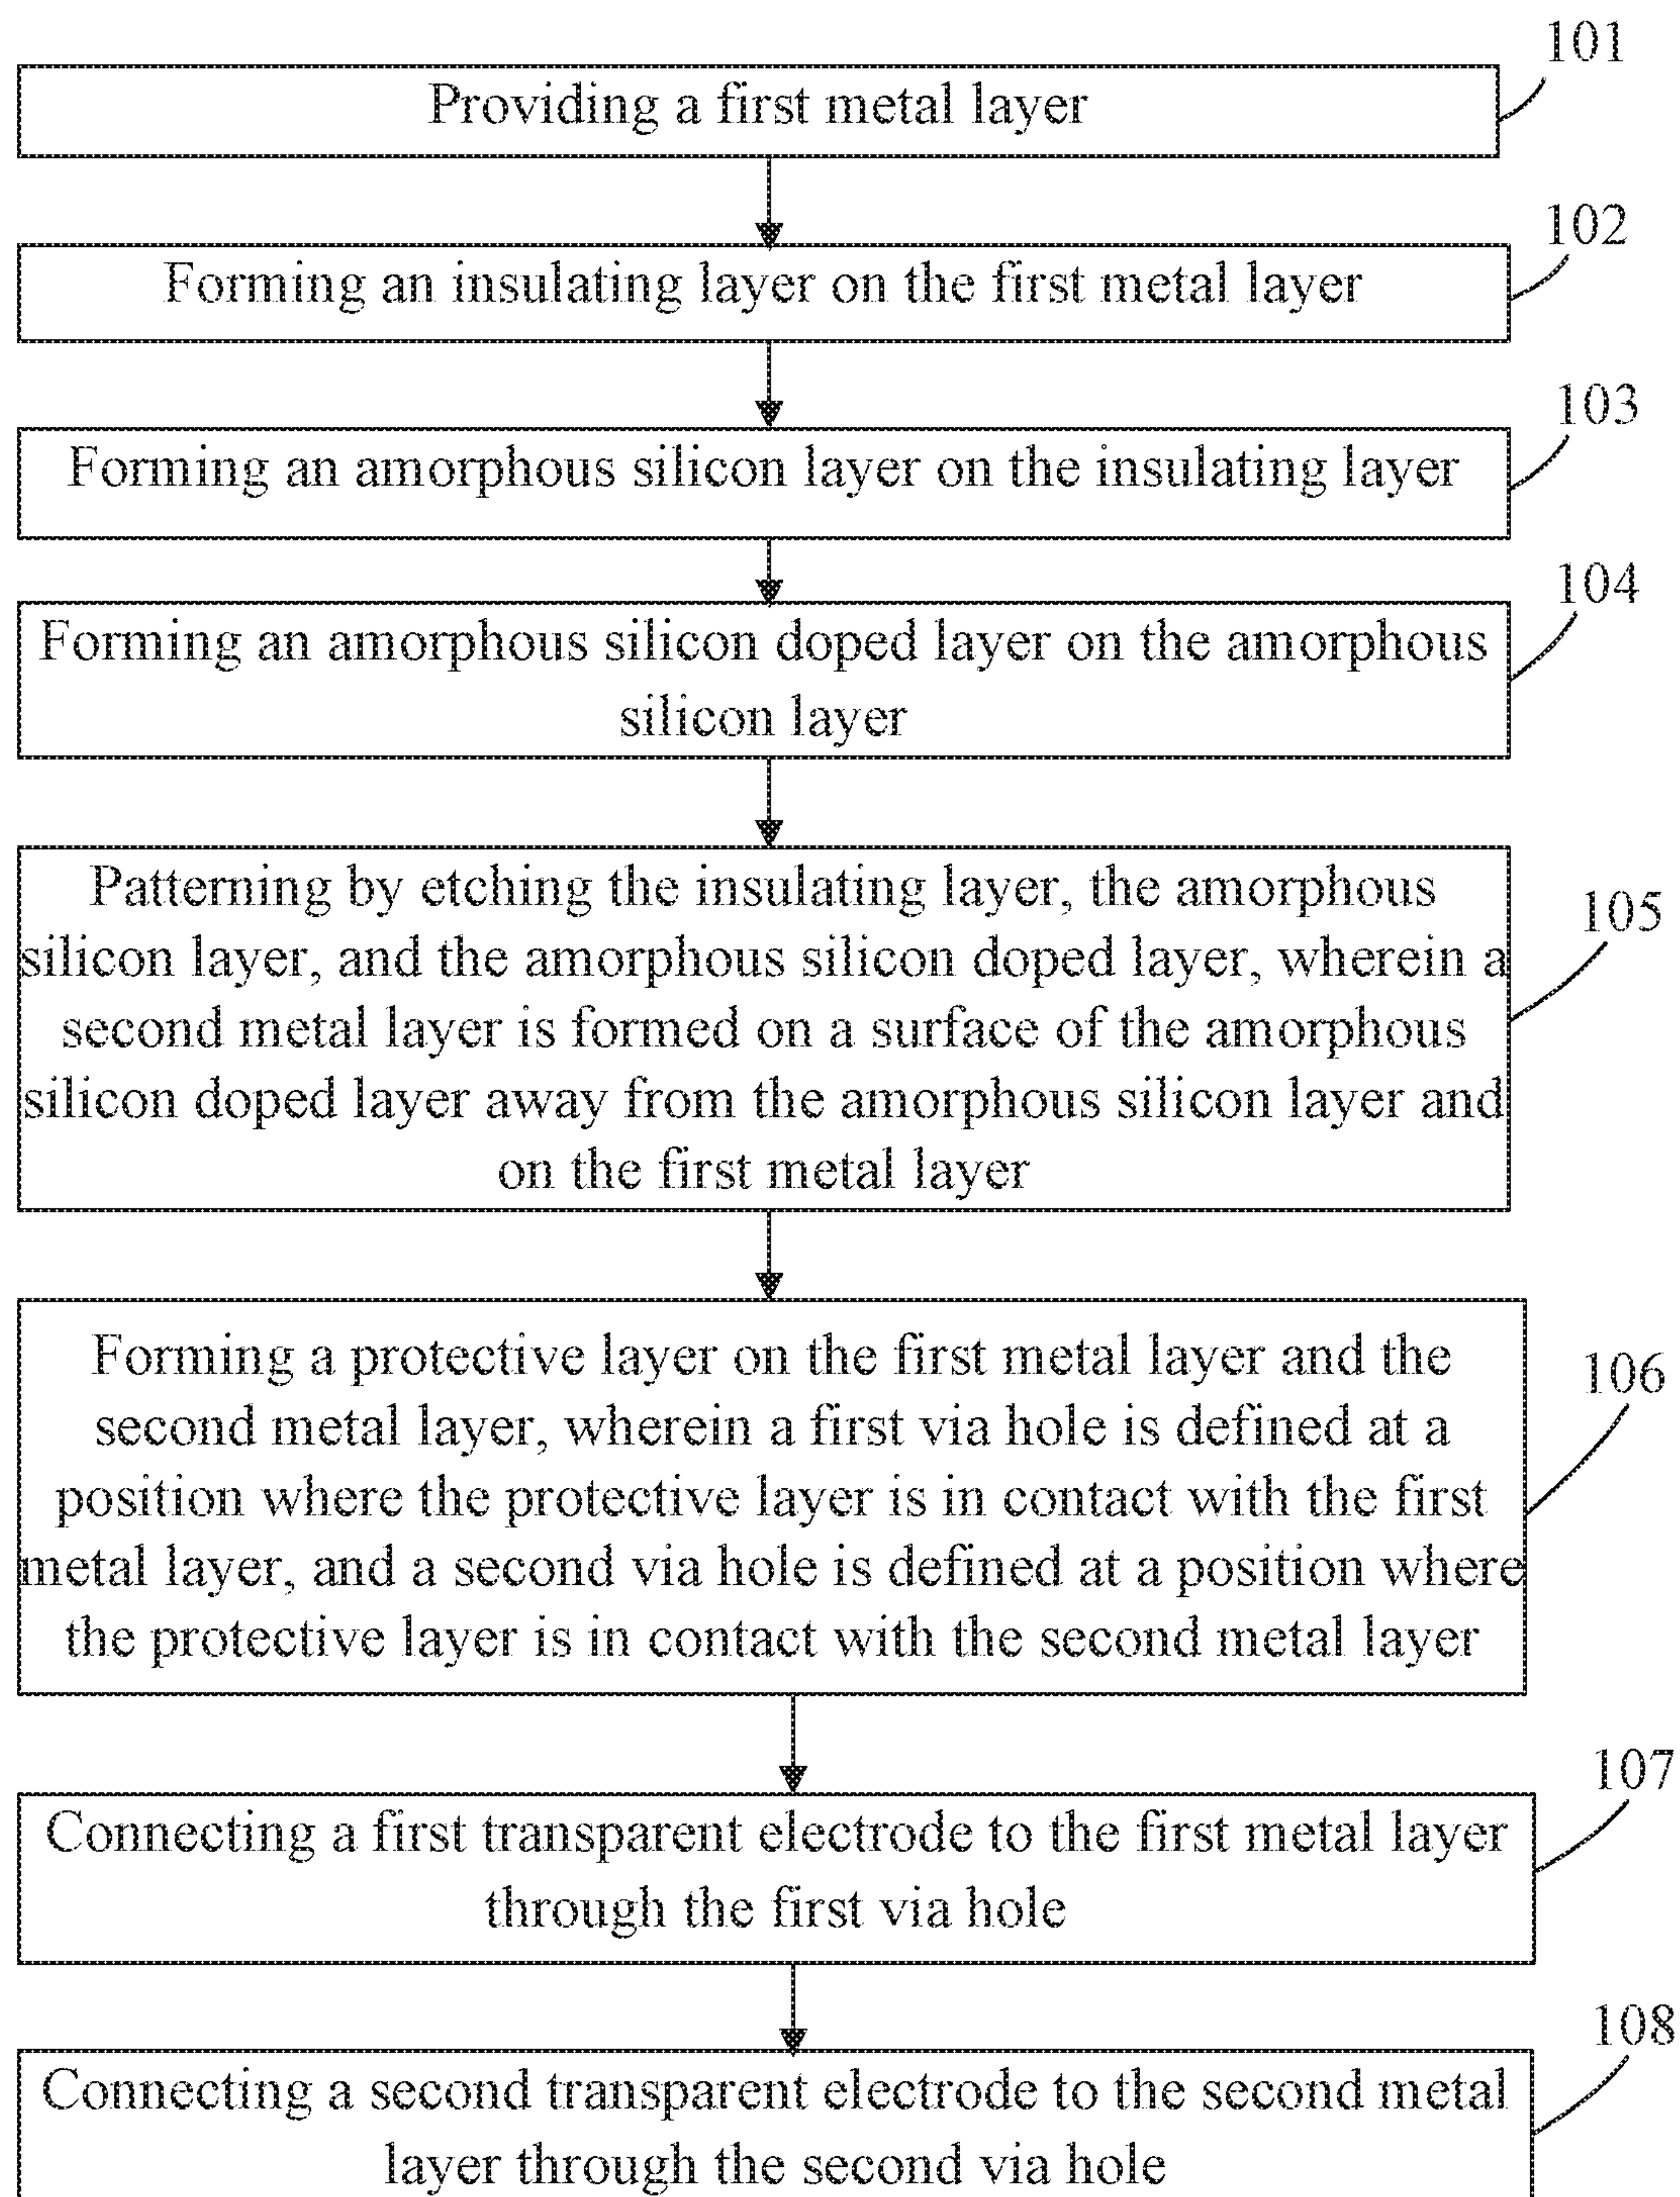 101
Providing a first metal layer
102
Forming an insulating layer on the first metal layer
103
Forming an amorphous silicon layer on the insulating layer
104
Forming an amorphous silicon doped layer on the amorphous
silicon layer
105
Patterning by etching the insulating layer, the amorphous
silicon layer, and the amorphous silicon doped layer, wherein a
second metal layer is formed on a surface of the amorphous
silicon doped layer away from the amorphous silicon layer and
on the first metal layer
106
Forming a protective layer on the first metal layer and the
second metal layer, wherein a first via hole is defined at a
position where the protective layer is in contact with the first
metal layer, and a second via hole is defined at a position where
the protective layer is in contact with the second metal layer
107
Connecting a first transparent electrode to the first metal layer
through the first via hole
108
Connecting a second transparent electrode to the second metal
layer through the second via hole